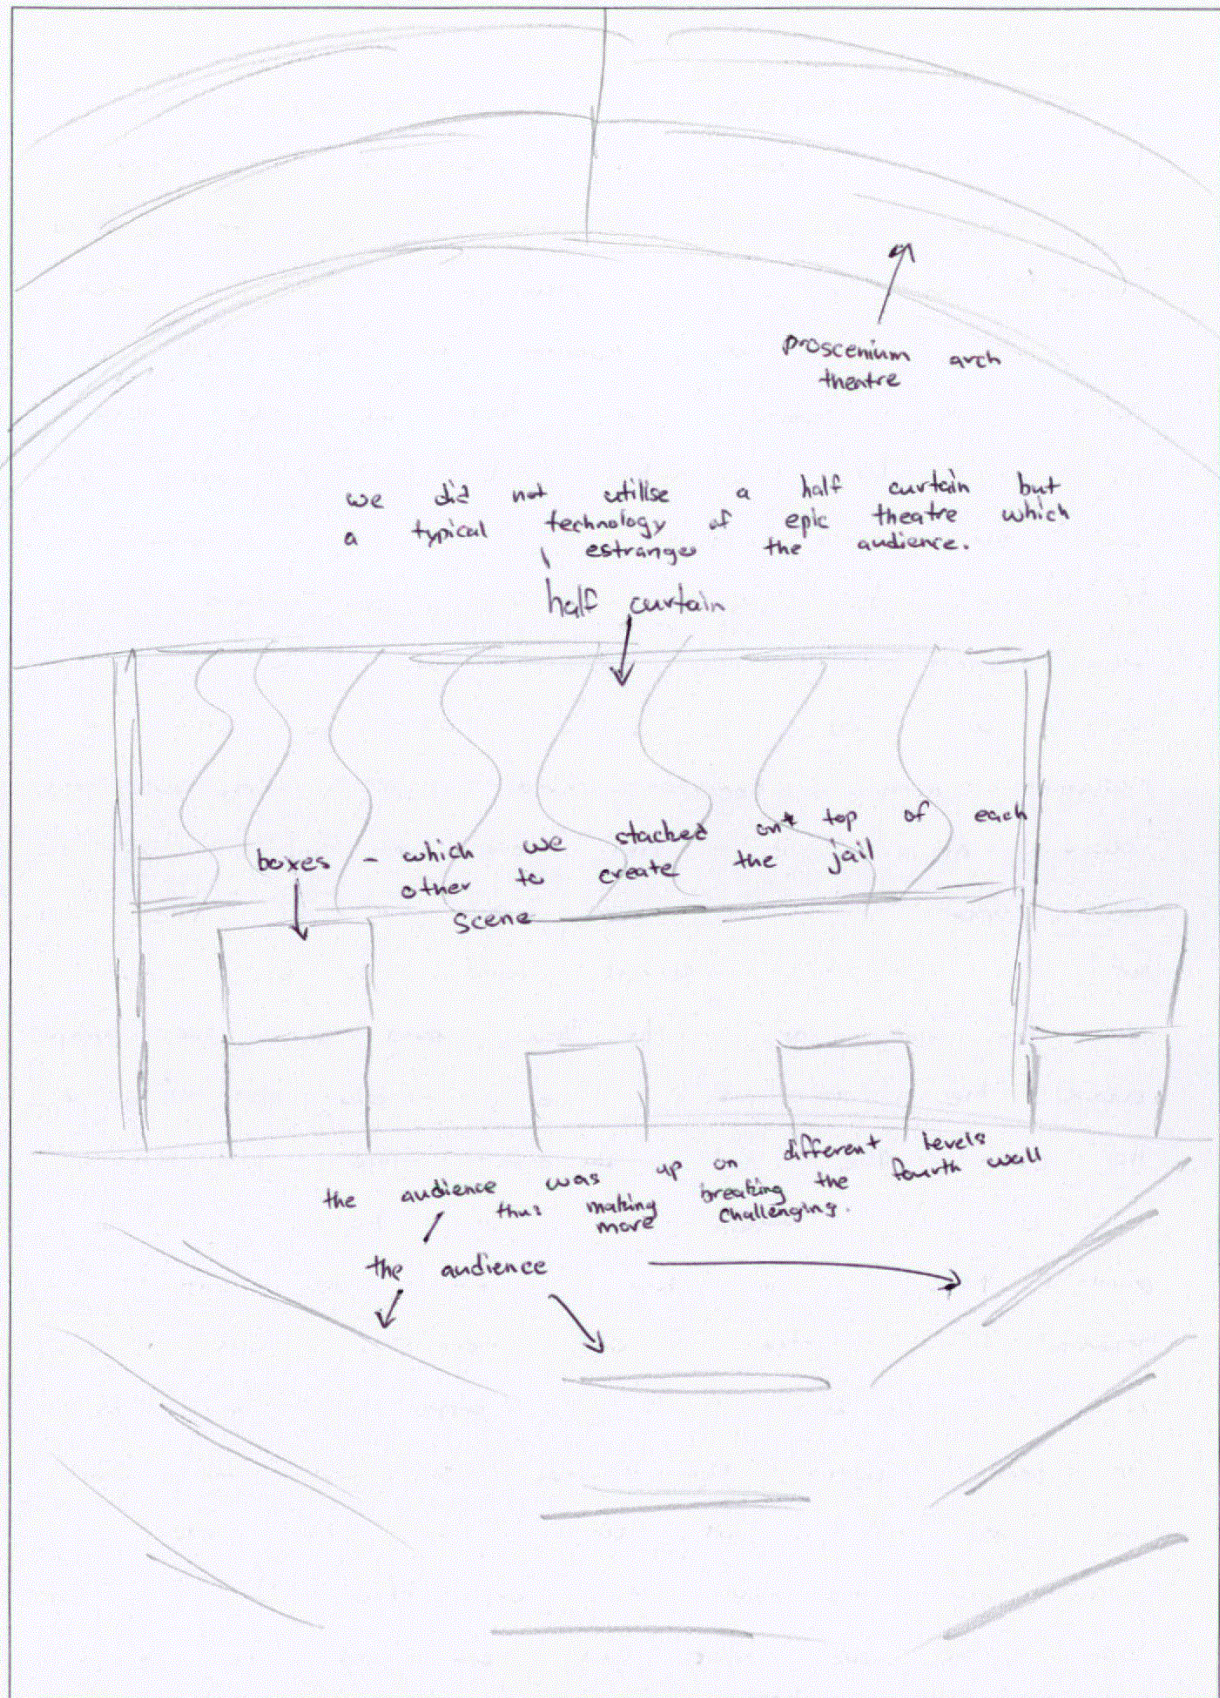 proscenium arch
theatre
we did not utilise a half curtain but
a typical technology of epic theatre which
estranges the audience.
half curtain
boxes - which we stacked on top of each
other to create the jail
scene
the audience was up on different levels
thus making breaking the fourth wall
more challenging.
the audience